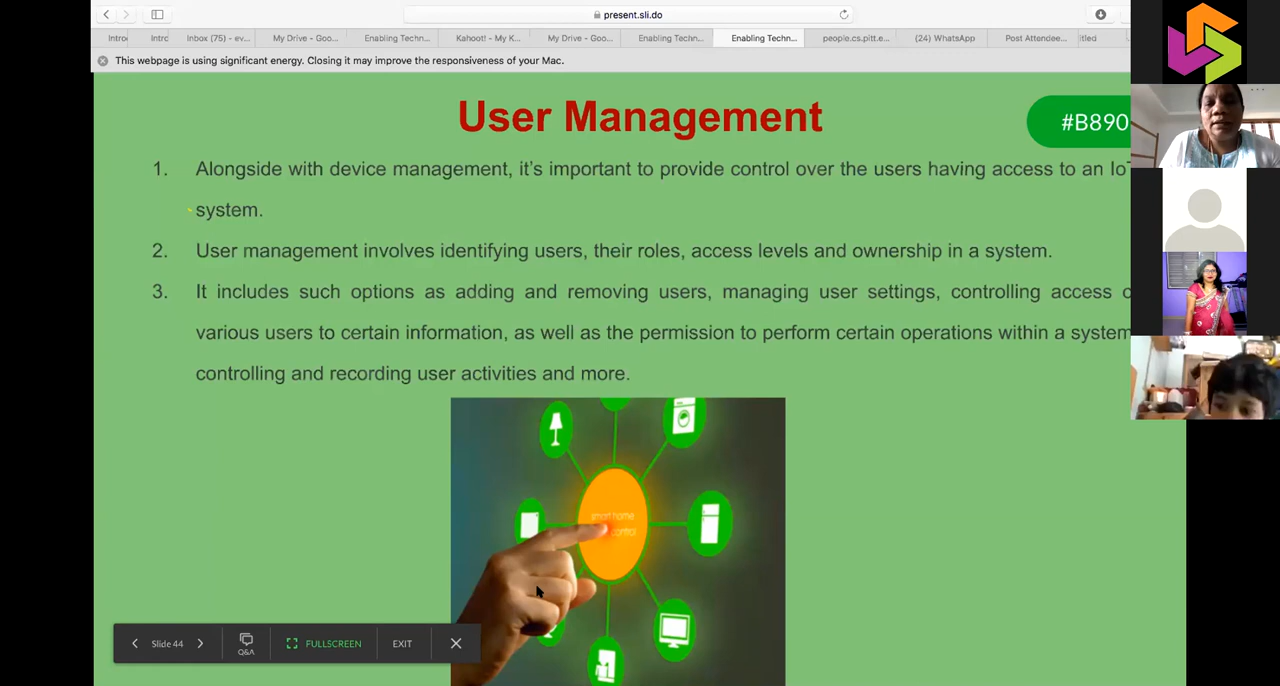 present.sli.do
Intro
Intro
Inbox (75) - ev...
My Drive - Goo...
Enabling Techn...
Kahoot! - My K...
My Drive - Goo...
Enabling Techn...
Enabling Techn...
people.cs.pitt.e...
(24) WhatsApp
Post Attendee...
itled
This webpage is using significant energy. Closing it may improve the responsiveness of your Mac.
User Management
#B890
1. Alongside with device management, it's important to provide control over the users having access to an Io
system.
2. User management involves identifying users, their roles, access levels and ownership in a system.
3. It includes such options as adding and removing users, managing user settings, controlling access o
various users to certain information, as well as the permission to perform certain operations within a system
controlling and recording user activities and more.
smart home
control
Slide 44
Q&A
FULLSCREEN
EXIT